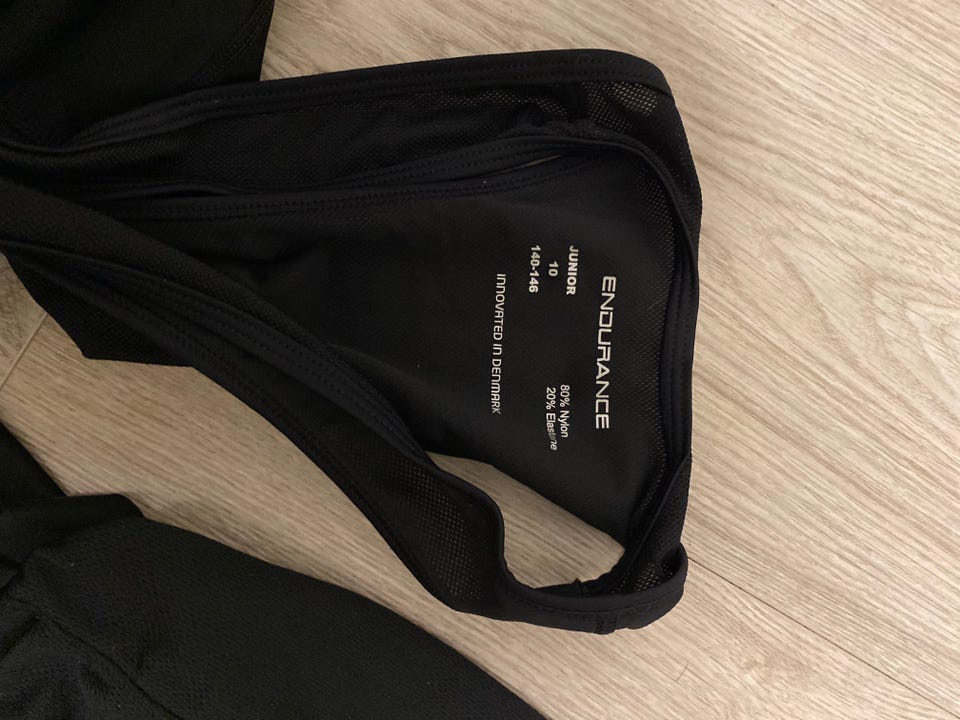 ENDURANCE
JUNIOR
10
140-146
80% Nylon
20% Elastane
INNOVATED IN DENMARK